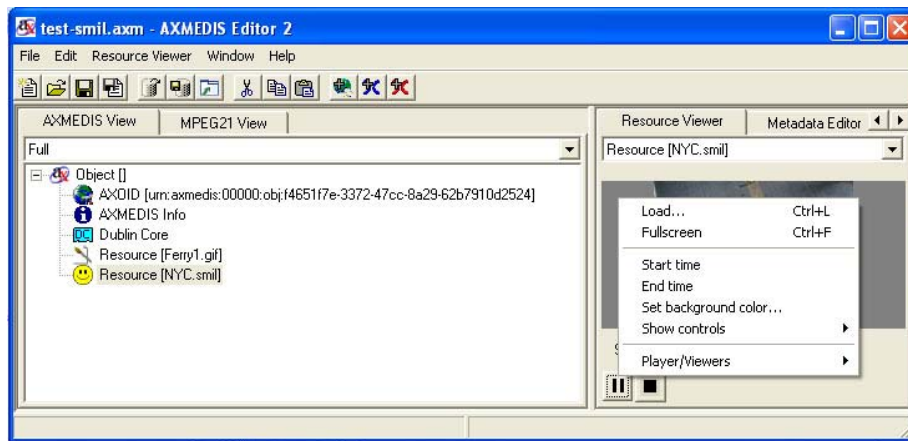 test-smil.axm - AXMEDIS Editor 2
File Edit Resource Viewer Window Help
AXMEDIS View MPEG21 View
Resource Viewer Metadata Editor
Full
Resource [NYC.smil]
Object []
AXOID [urn:axmedis:00000:obj:f4651f7e-3372-47cc-8a29-62b7910d2524]
AXMEDIS Info
DC Dublin Core
Resource [Ferry1.gif]
Resource [NYC.smil]
Load... Ctrl+L
Fullscreen Ctrl+F
Start time
End time
Set background color...
Show controls
Player/Viewers